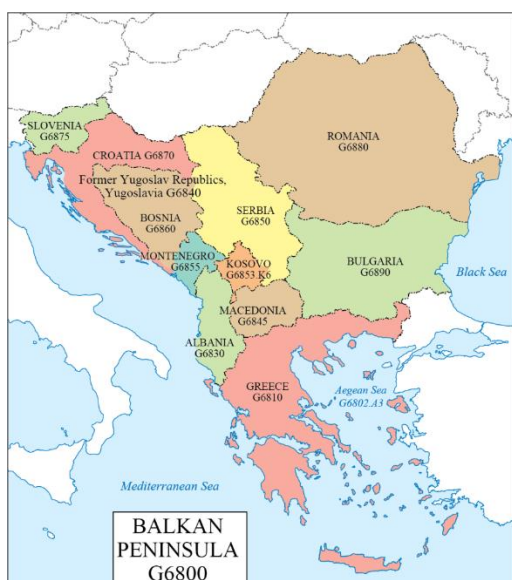 SLOVENIA
G6875
CROATIA G6870
ROMANIA
G6880
Former Yugoslav Republics,
Yugoslavia G6840
BOSNIA
G6860
SERBIA
G6850
MONTENEGRO
G6855
KOSOVO
G6853.K6
BULGARIA
G6890
Black Sea
MACEDONIA
G6845
ALBANIA
G6830
GREECE
G6810
Aegean Sea
G6802.A3
Mediterranean Sea
BALKAN
PENINSULA
G6800